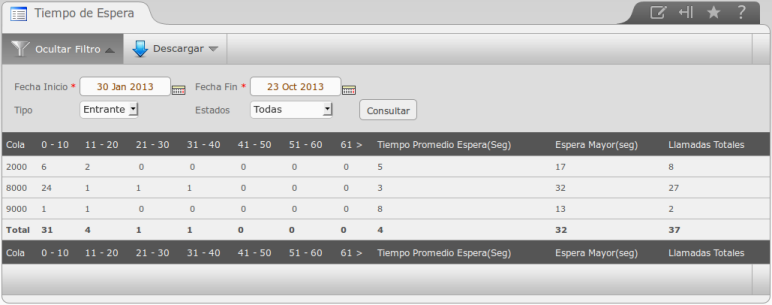 Tiempo de Espera ?
Ocultar Filtro Descargar
Fecha Inicio * 30 Jan 2013 Fecha Fin * 23 Oct 2013
Tipo Entrante Estados Todas Consultar
Cola 0 - 10 11 - 20 21 - 30 31 - 40 41 - 50 51 - 60 61 > Tiempo Promedio Espera(Seg) Espera Mayor(seg) Llamadas Totales
2000 6 2 0 0 0 0 0 5 17 8
8000 24 1 1 1 0 0 0 3 32 27
9000 1 1 0 0 0 0 0 8 13 2
Total 31 4 1 1 0 0 0 4 32 37
Cola 0 - 10 11 - 20 21 - 30 31 - 40 41 - 50 51 - 60 61 > Tiempo Promedio Espera(Seg) Espera Mayor(seg) Llamadas Totales